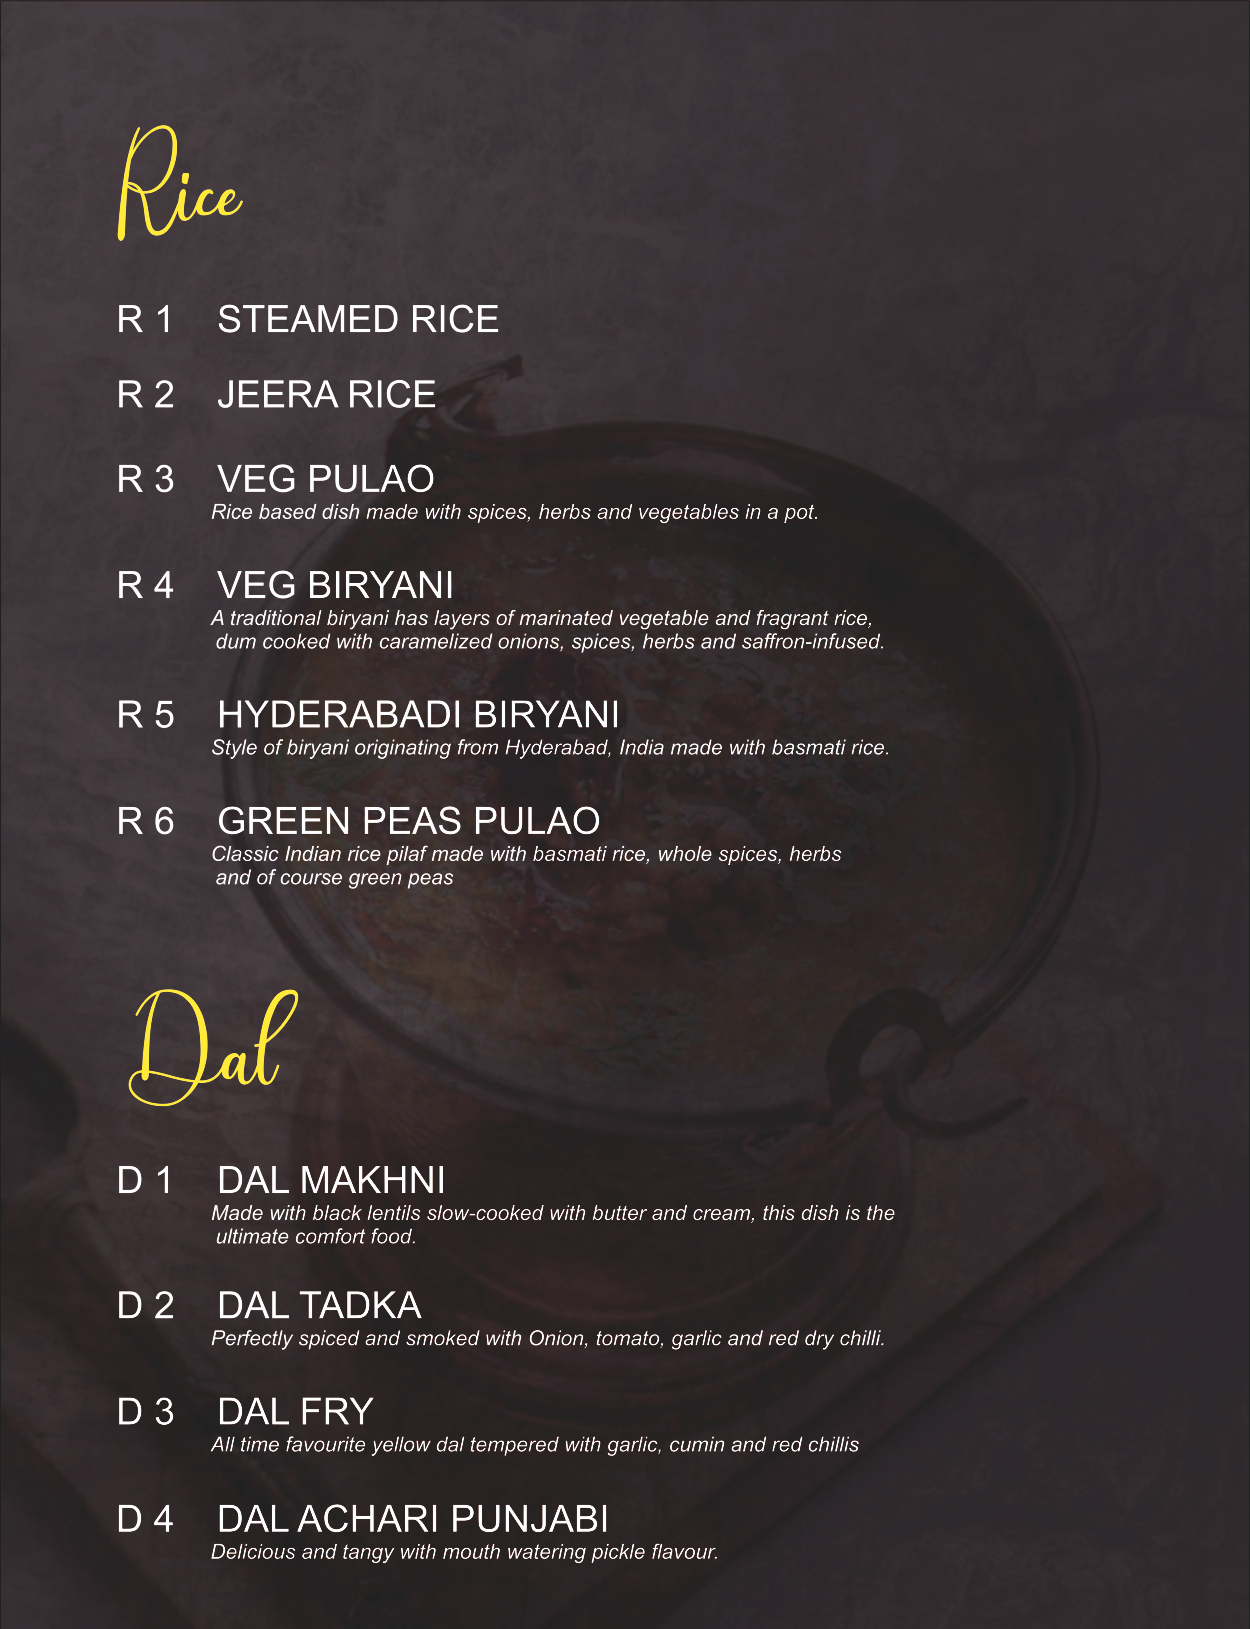 Rice
R 1 STEAMED RICE
R 2 JEERA RICE
R 3 VEG PULAO
Rice based dish made with spices, herbs and vegetables in a pot.
R 4 VEG BIRYANI
A traditional biryani has layers of marinated vegetable and fragrant rice,
dum cooked with caramelized onions, spices, herbs and saffron-infused.
R 5 HYDERABADI BIRYANI
Style of biryani originating from Hyderabad, India made with basmati rice.
R 6 GREEN PEAS PULAO
Classic Indian rice pilaf made with basmati rice, whole spices, herbs
and of course green peas
Dal
D 1 DAL MAKHNI
Made with black lentils slow-cooked with butter and cream, this dish is the
ultimate comfort food.
D 2 DAL TADKA
Perfectly spiced and smoked with Onion, tomato, garlic and red dry chilli.
D 3 DAL FRY
All time favourite yellow dal tempered with garlic, cumin and red chillis
D 4 DAL ACHARI PUNJABI
Delicious and tangy with mouth watering pickle flavour.